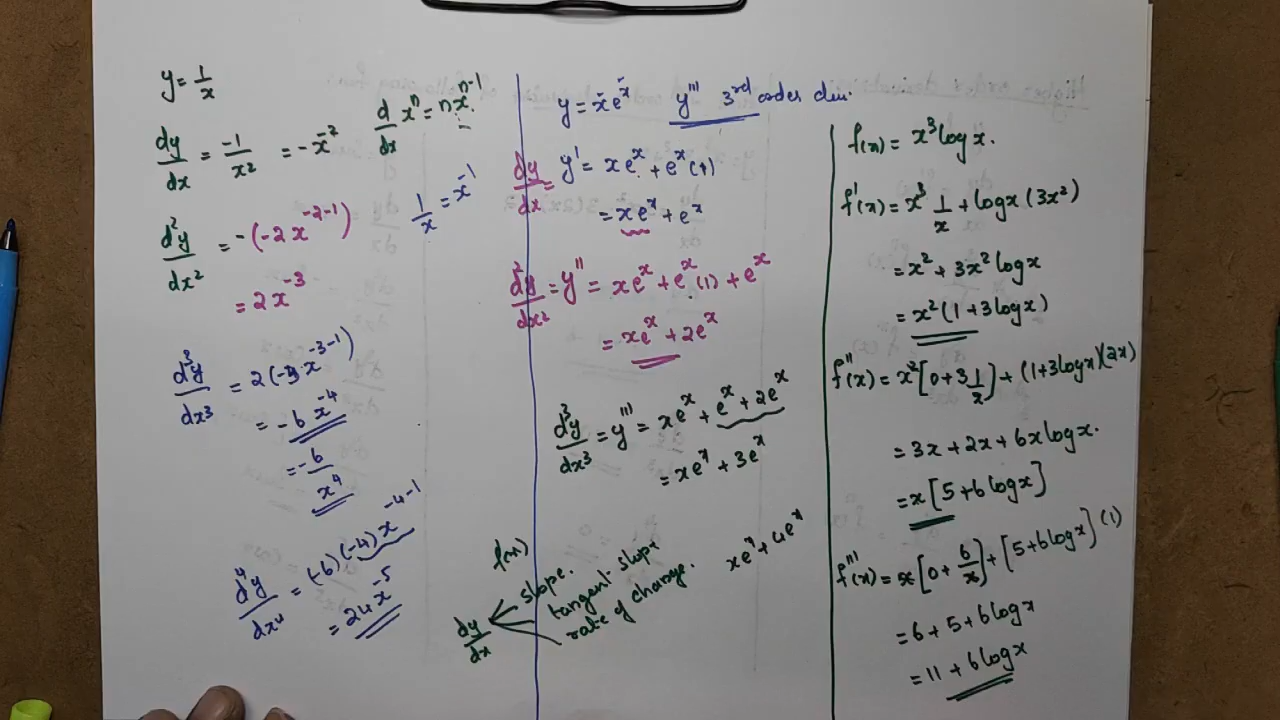 y = 1/x
dy/dx = -1/x² = -x⁻²
d/dx xⁿ = nxⁿ⁻¹
1/x = x⁻¹
d²y/dx² = -(-2x⁻²⁻¹)
= 2x⁻³
d³y/dx³ = 2(-3x⁻³⁻¹)
= -6x⁻⁴
= -6/x⁴
d⁴y/dx⁴ = (-6)(-4)x⁻⁴⁻¹
= 24x⁻⁵
y = xeˣ y''' 3rd order deri.
dy/dx = y' = xeˣ + eˣ(1)
= xeˣ + eˣ
d²y/dx² = y'' = xeˣ + eˣ(1) + eˣ
= xeˣ + 2eˣ
d³y/dx³ = y''' = xeˣ + eˣ + 2eˣ
= xeˣ + 3eˣ
xeˣ + 4eˣ
f(x)
dy/dx
slope.
tangent-slope
rate of change.
f(x) = x³ log x.
f'(x) = x³ 1/x + log x (3x²)
= x² + 3x² log x
= x²(1 + 3 log x)
f''(x) = x²[0 + 3 1/x] + (1 + 3 log x)(2x)
= 3x + 2x + 6x log x.
= x[5 + 6 log x]
f'''(x) = x[0 + 6/x] + [5 + 6 log x](1)
= 6 + 5 + 6 log x
= 11 + 6 log x